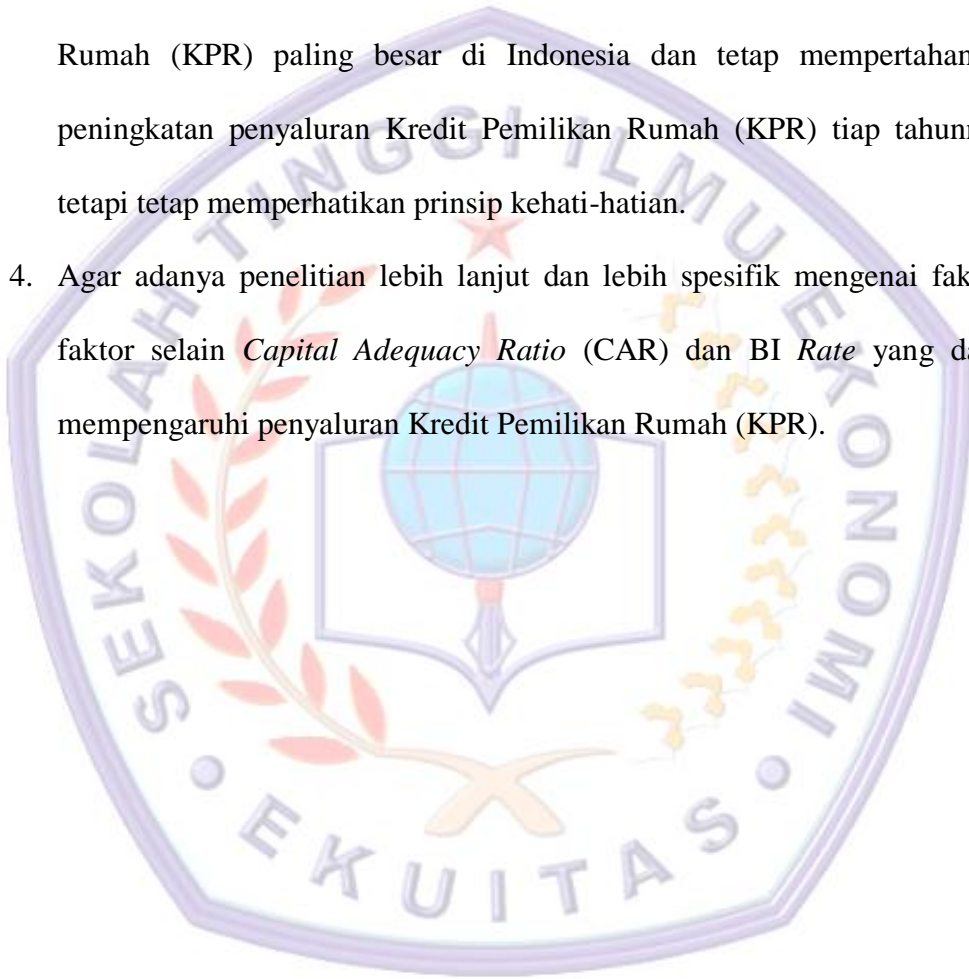 Rumah (KPR) paling besar di Indonesia dan tetap mempertahan
peningkatan penyaluran Kredit Pemilikan Rumah (KPR) tiap tahun
tetapi tetap memperhatikan prinsip kehati-hatian.
4. Agar adanya penelitian lebih lanjut dan lebih spesifik mengenai fak
faktor selain Capital Adequacy Ratio (CAR) dan BI Rate yang da
mempengaruhi penyaluran Kredit Pemilikan Rumah (KPR).
SEKOLAH TINGGI ILMU EKONOMI
• EKUITAS •